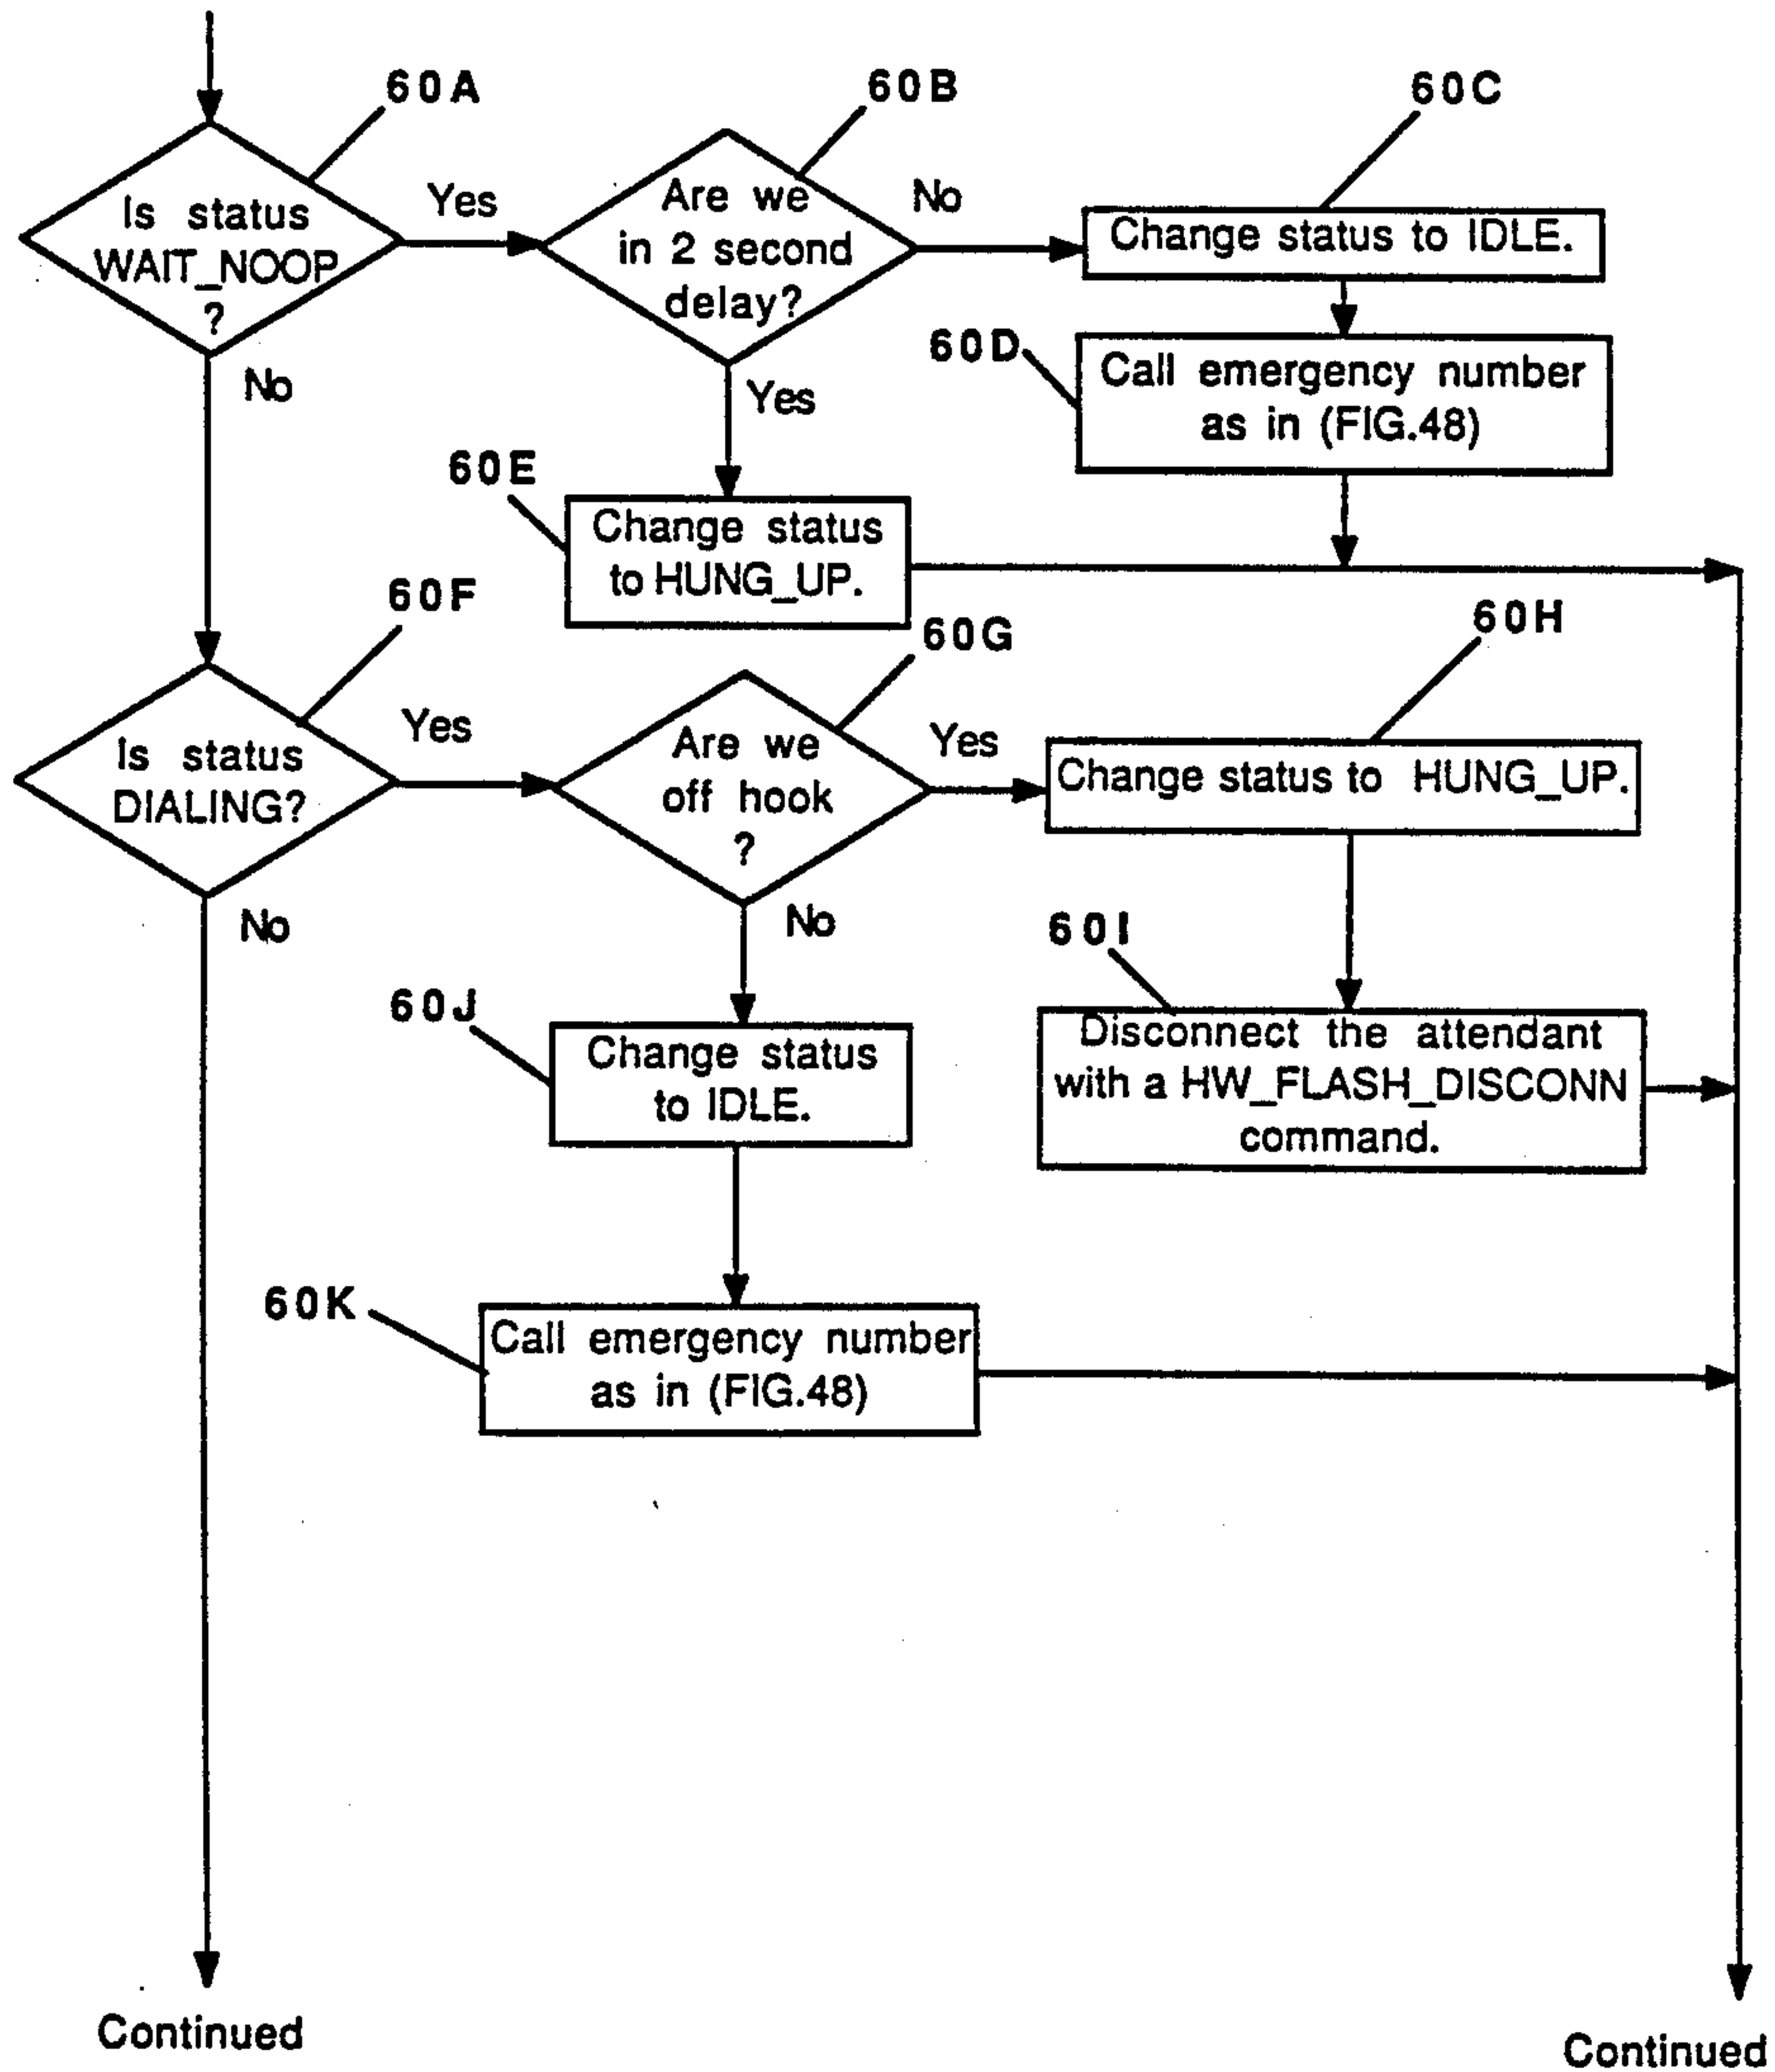 60A
60B
60C
Is status
WAIT_NOOP
?
Yes
Are we
in 2 second
delay?
No
Change status to IDLE.
60D
Call emergency number
as in (FIG.48)
No
Yes
60E
Change status
to HUNG_UP.
60F
60G
60H
Is status
DIALING?
Yes
Are we
off hook
?
Yes
Change status to HUNG_UP.
No
No
60I
Disconnect the attendant
with a HW_FLASH_DISCONN
command.
60J
Change status
to IDLE.
60K
Call emergency number
as in (FIG.48)
Continued
Continued